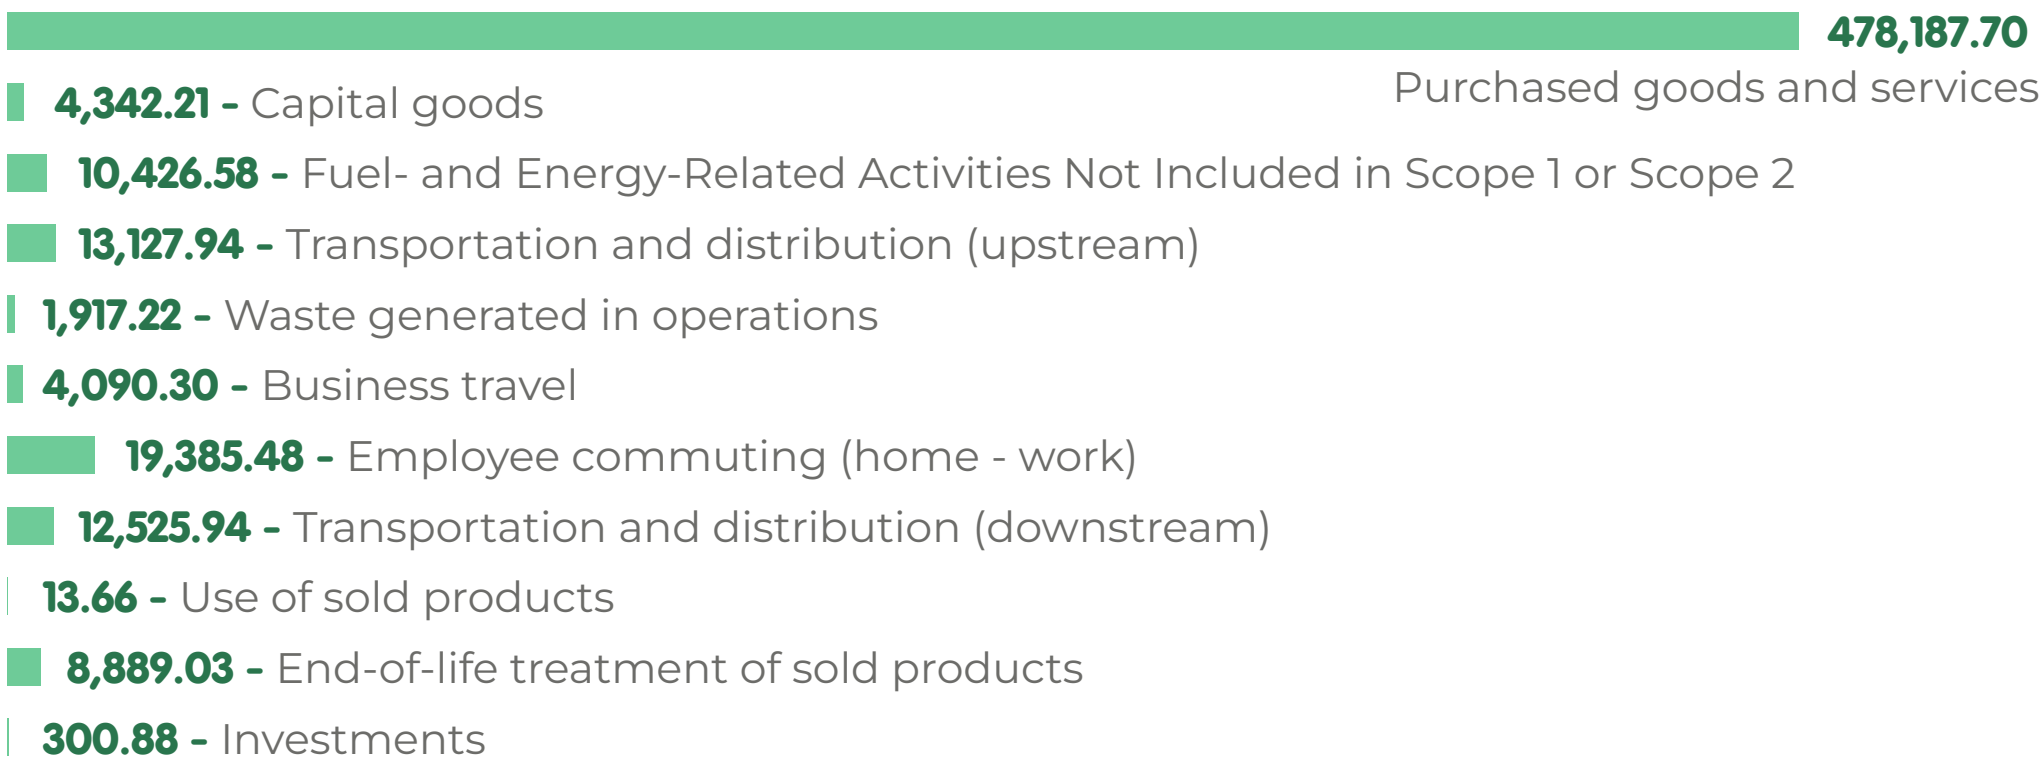 478,187.70
Purchased goods and services
4,342.21 - Capital goods
10,426.58 - Fuel- and Energy-Related Activities Not Included in Scope 1 or Scope 2
13,127.94 - Transportation and distribution (upstream)
1,917.22 - Waste generated in operations
4,090.30 - Business travel
19,385.48 - Employee commuting (home - work)
12,525.94 - Transportation and distribution (downstream)
13.66 - Use of sold products
8,889.03 - End-of-life treatment of sold products
300.88 - Investments